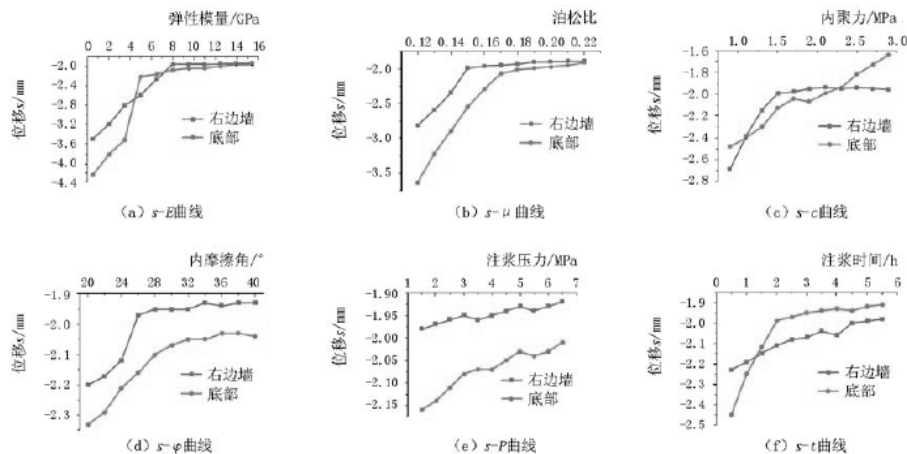 弹性模量/GPa
0 2 4 6 8 10 12 14 16
-2.0
-2.4
-2.8
-3.2
-3.6
-4.0
-4.4
位移s/mm
右边墙
底部
(a) s-E曲线
泊松比
0.12 0.14 0.16 0.18 0.20 0.22
-2.0
-2.5
-3.0
-3.5
位移s/mm
右边墙
底部
(b) s-μ曲线
内聚力/MPa
1.0 1.5 2.0 2.5 3.0
-1.6
-1.8
-2.0
-2.2
-2.4
-2.6
-2.8
位移s/mm
右边墙
底部
(c) s-c曲线
内摩擦角/°
20 24 28 32 36 40
-1.9
-2.0
-2.1
-2.2
-2.3
位移s/mm
右边墙
底部
(d) s-φ曲线
注浆压力/MPa
1 2 3 4 5 6 7
-1.90
-1.95
-2.00
-2.05
-2.10
-2.15
位移s/mm
右边墙
底部
(e) s-P曲线
注浆时间/h
0 1 2 3 4 5 6
-1.9
-2.0
-2.1
-2.2
-2.3
-2.4
-2.5
位移s/mm
右边墙
底部
(f) s-t曲线